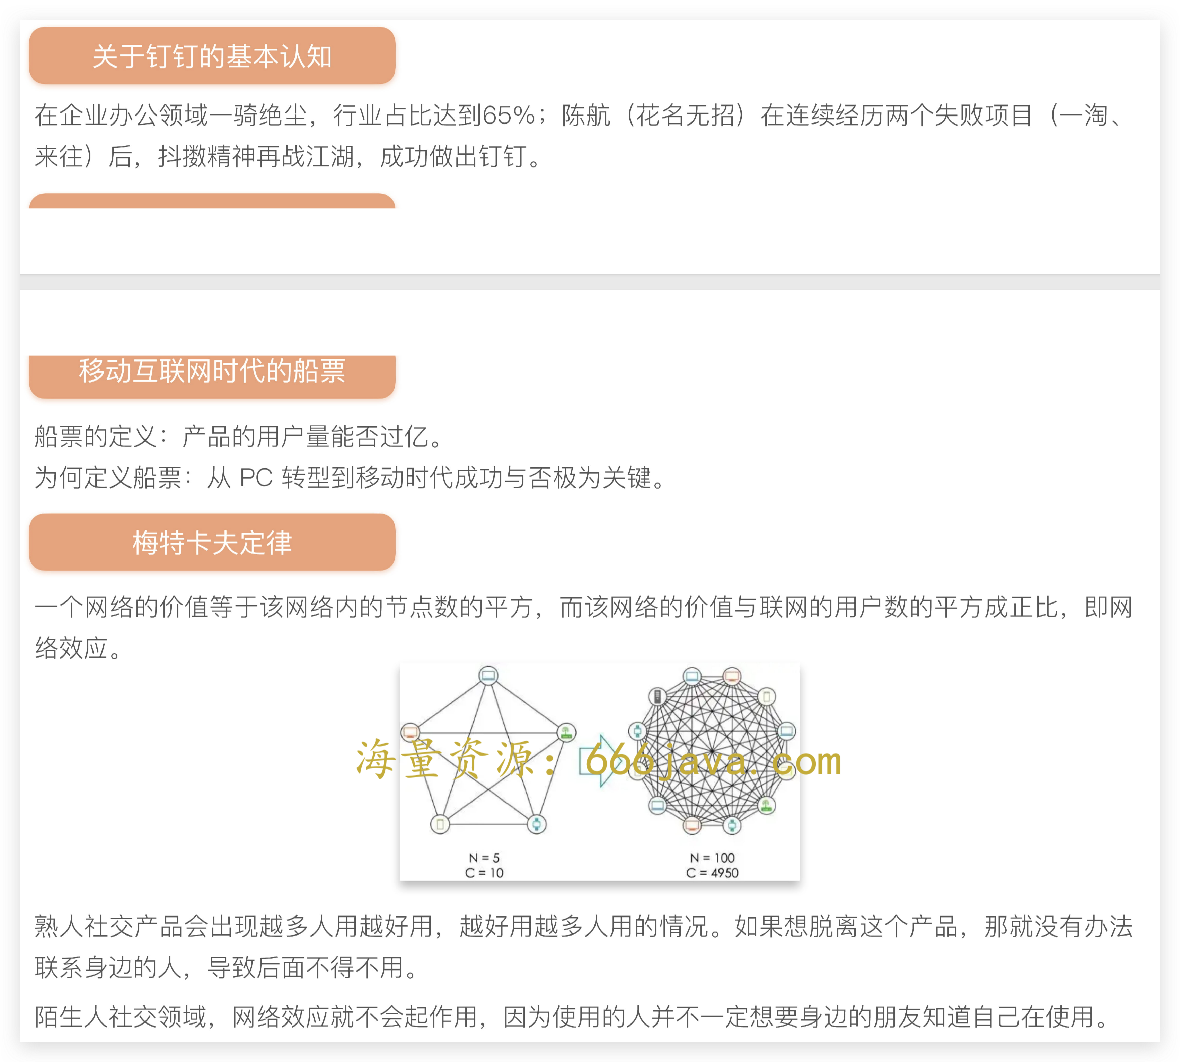 关于钉钉的基本认知
在企业办公领域一骑绝尘，行业占比达到65%；陈航（花名无招）在连续经历两个失败项目（一淘、
来往）后，抖擞精神再战江湖，成功做出钉钉。
移动互联网时代的船票
船票的定义：产品的用户量能否过亿。
为何定义船票：从 PC 转型到移动时代成功与否极为关键。
梅特卡夫定律
一个网络的价值等于该网络内的节点数的平方，而该网络的价值与联网的用户数的平方成正比，即网
络效应。
海量资源：666java.com
N = 5
C = 10
N = 100
C = 4950
熟人社交产品会出现越多人用越好用，越好用越多人用的情况。如果想脱离这个产品，那就没有办法
联系身边的人，导致后面不得不用。
陌生人社交领域，网络效应就不会起作用，因为使用的人并不一定想要身边的朋友知道自己在使用。